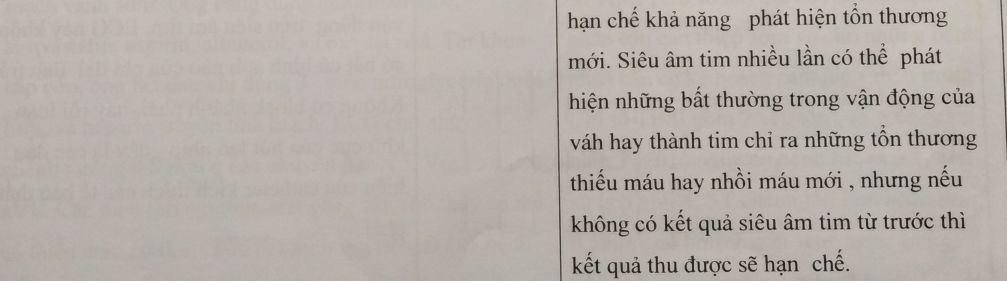 hạn chế khả năng phát hiện tổn thương
mới. Siêu âm tim nhiều lần có thể phát
hiện những bất thường trong vận động của
váh hay thành tim chỉ ra những tổn thương
thiếu máu hay nhồi máu mới , nhưng nếu
không có kết quả siêu âm tim từ trước thì
kết quả thu được sẽ hạn chế.